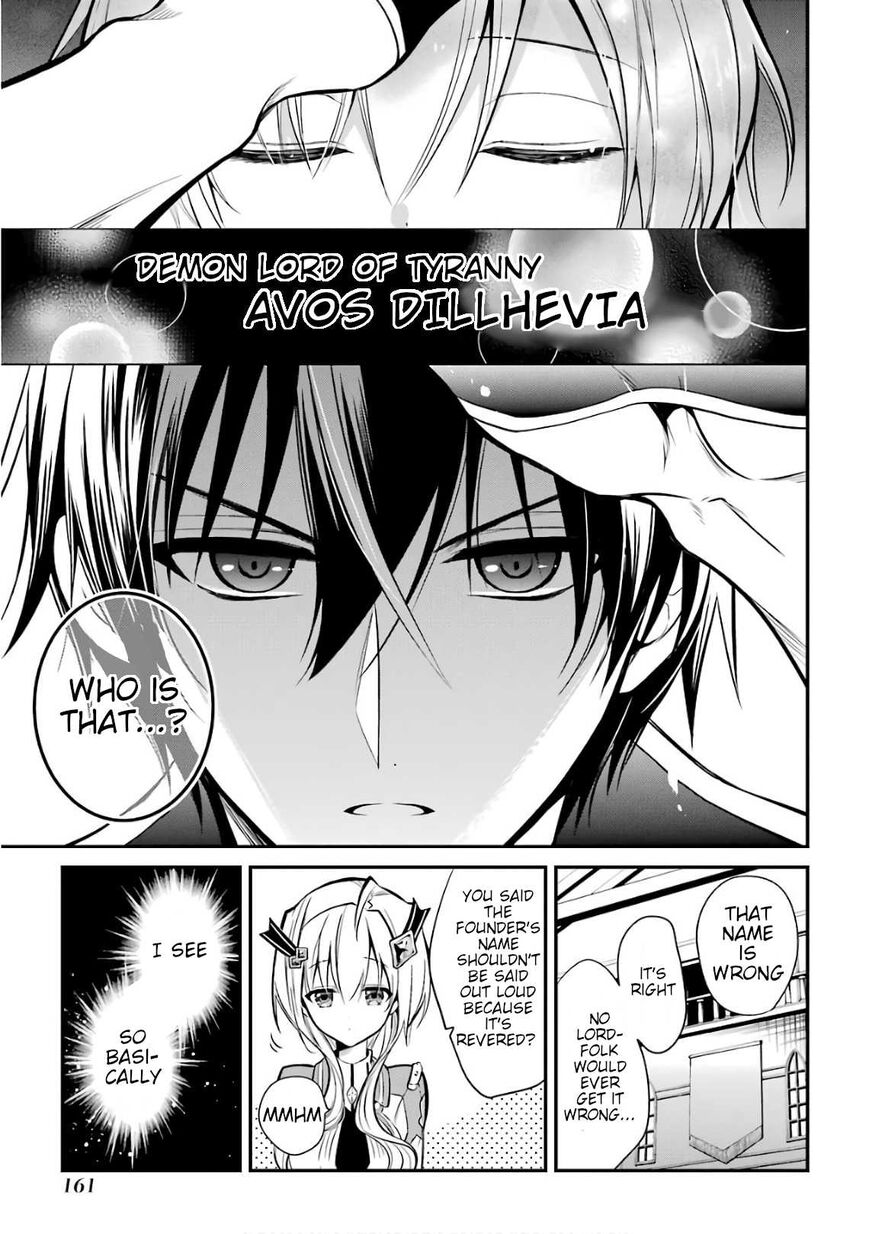 DEMON LORD OF TYRANNY
AVOS DILLHEVIA
WHO IS
THAT...?
THAT
NAME IS
WRONG
IT'S
RIGHT
NO
LORD-
FOLK
WOULD
EVER
GET IT
WRONG...
YOU SAID
THE
FOUNDER'S
NAME
SHOULDN'T
BE SAID
OUT LOUD
BECAUSE
IT'S
REVERED?
MMHM
I SEE
SO
BASI-
CALLY
161